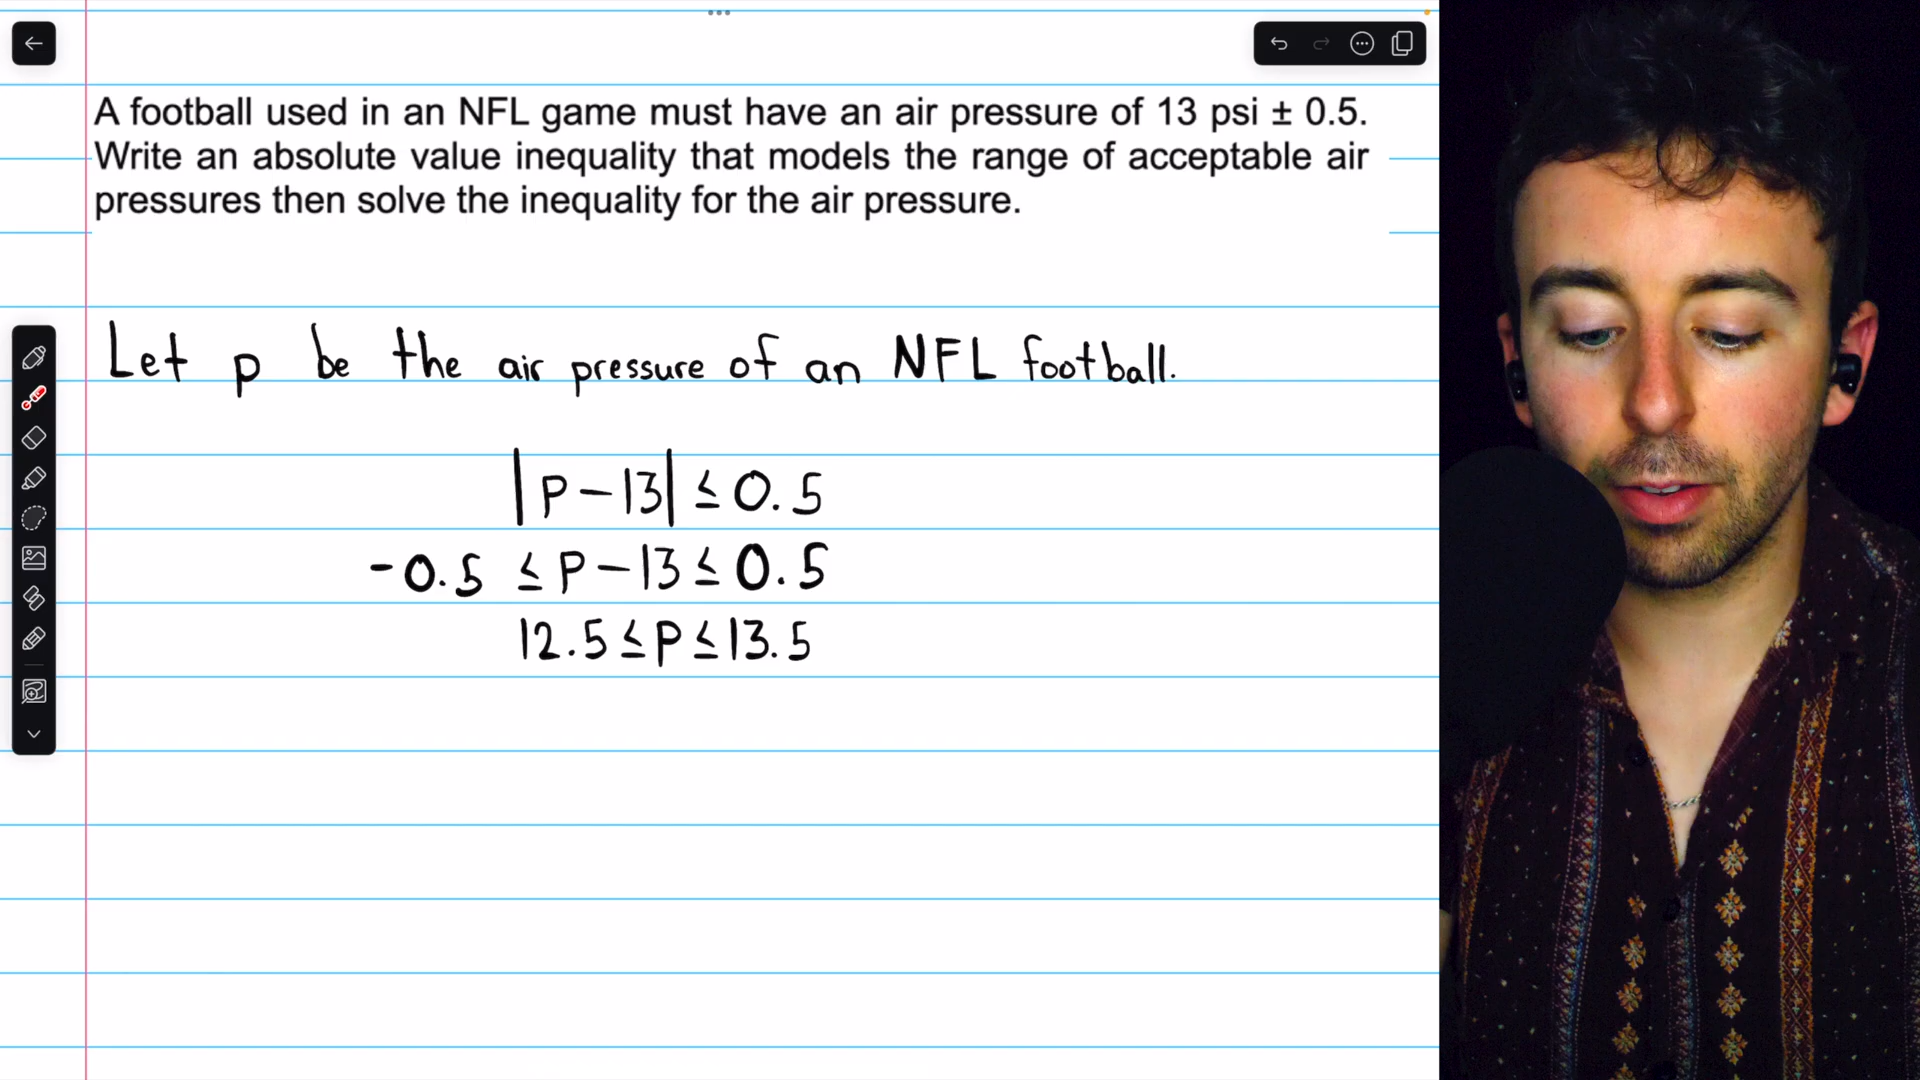 A football used in an NFL game must have an air pressure of 13 psi ± 0.5.
Write an absolute value inequality that models the range of acceptable air
pressures then solve the inequality for the air pressure.
Let p be the air pressure of an NFL football.
|p-13| ≤ 0.5
-0.5 ≤ p-13 ≤ 0.5
12.5 ≤ p ≤ 13.5